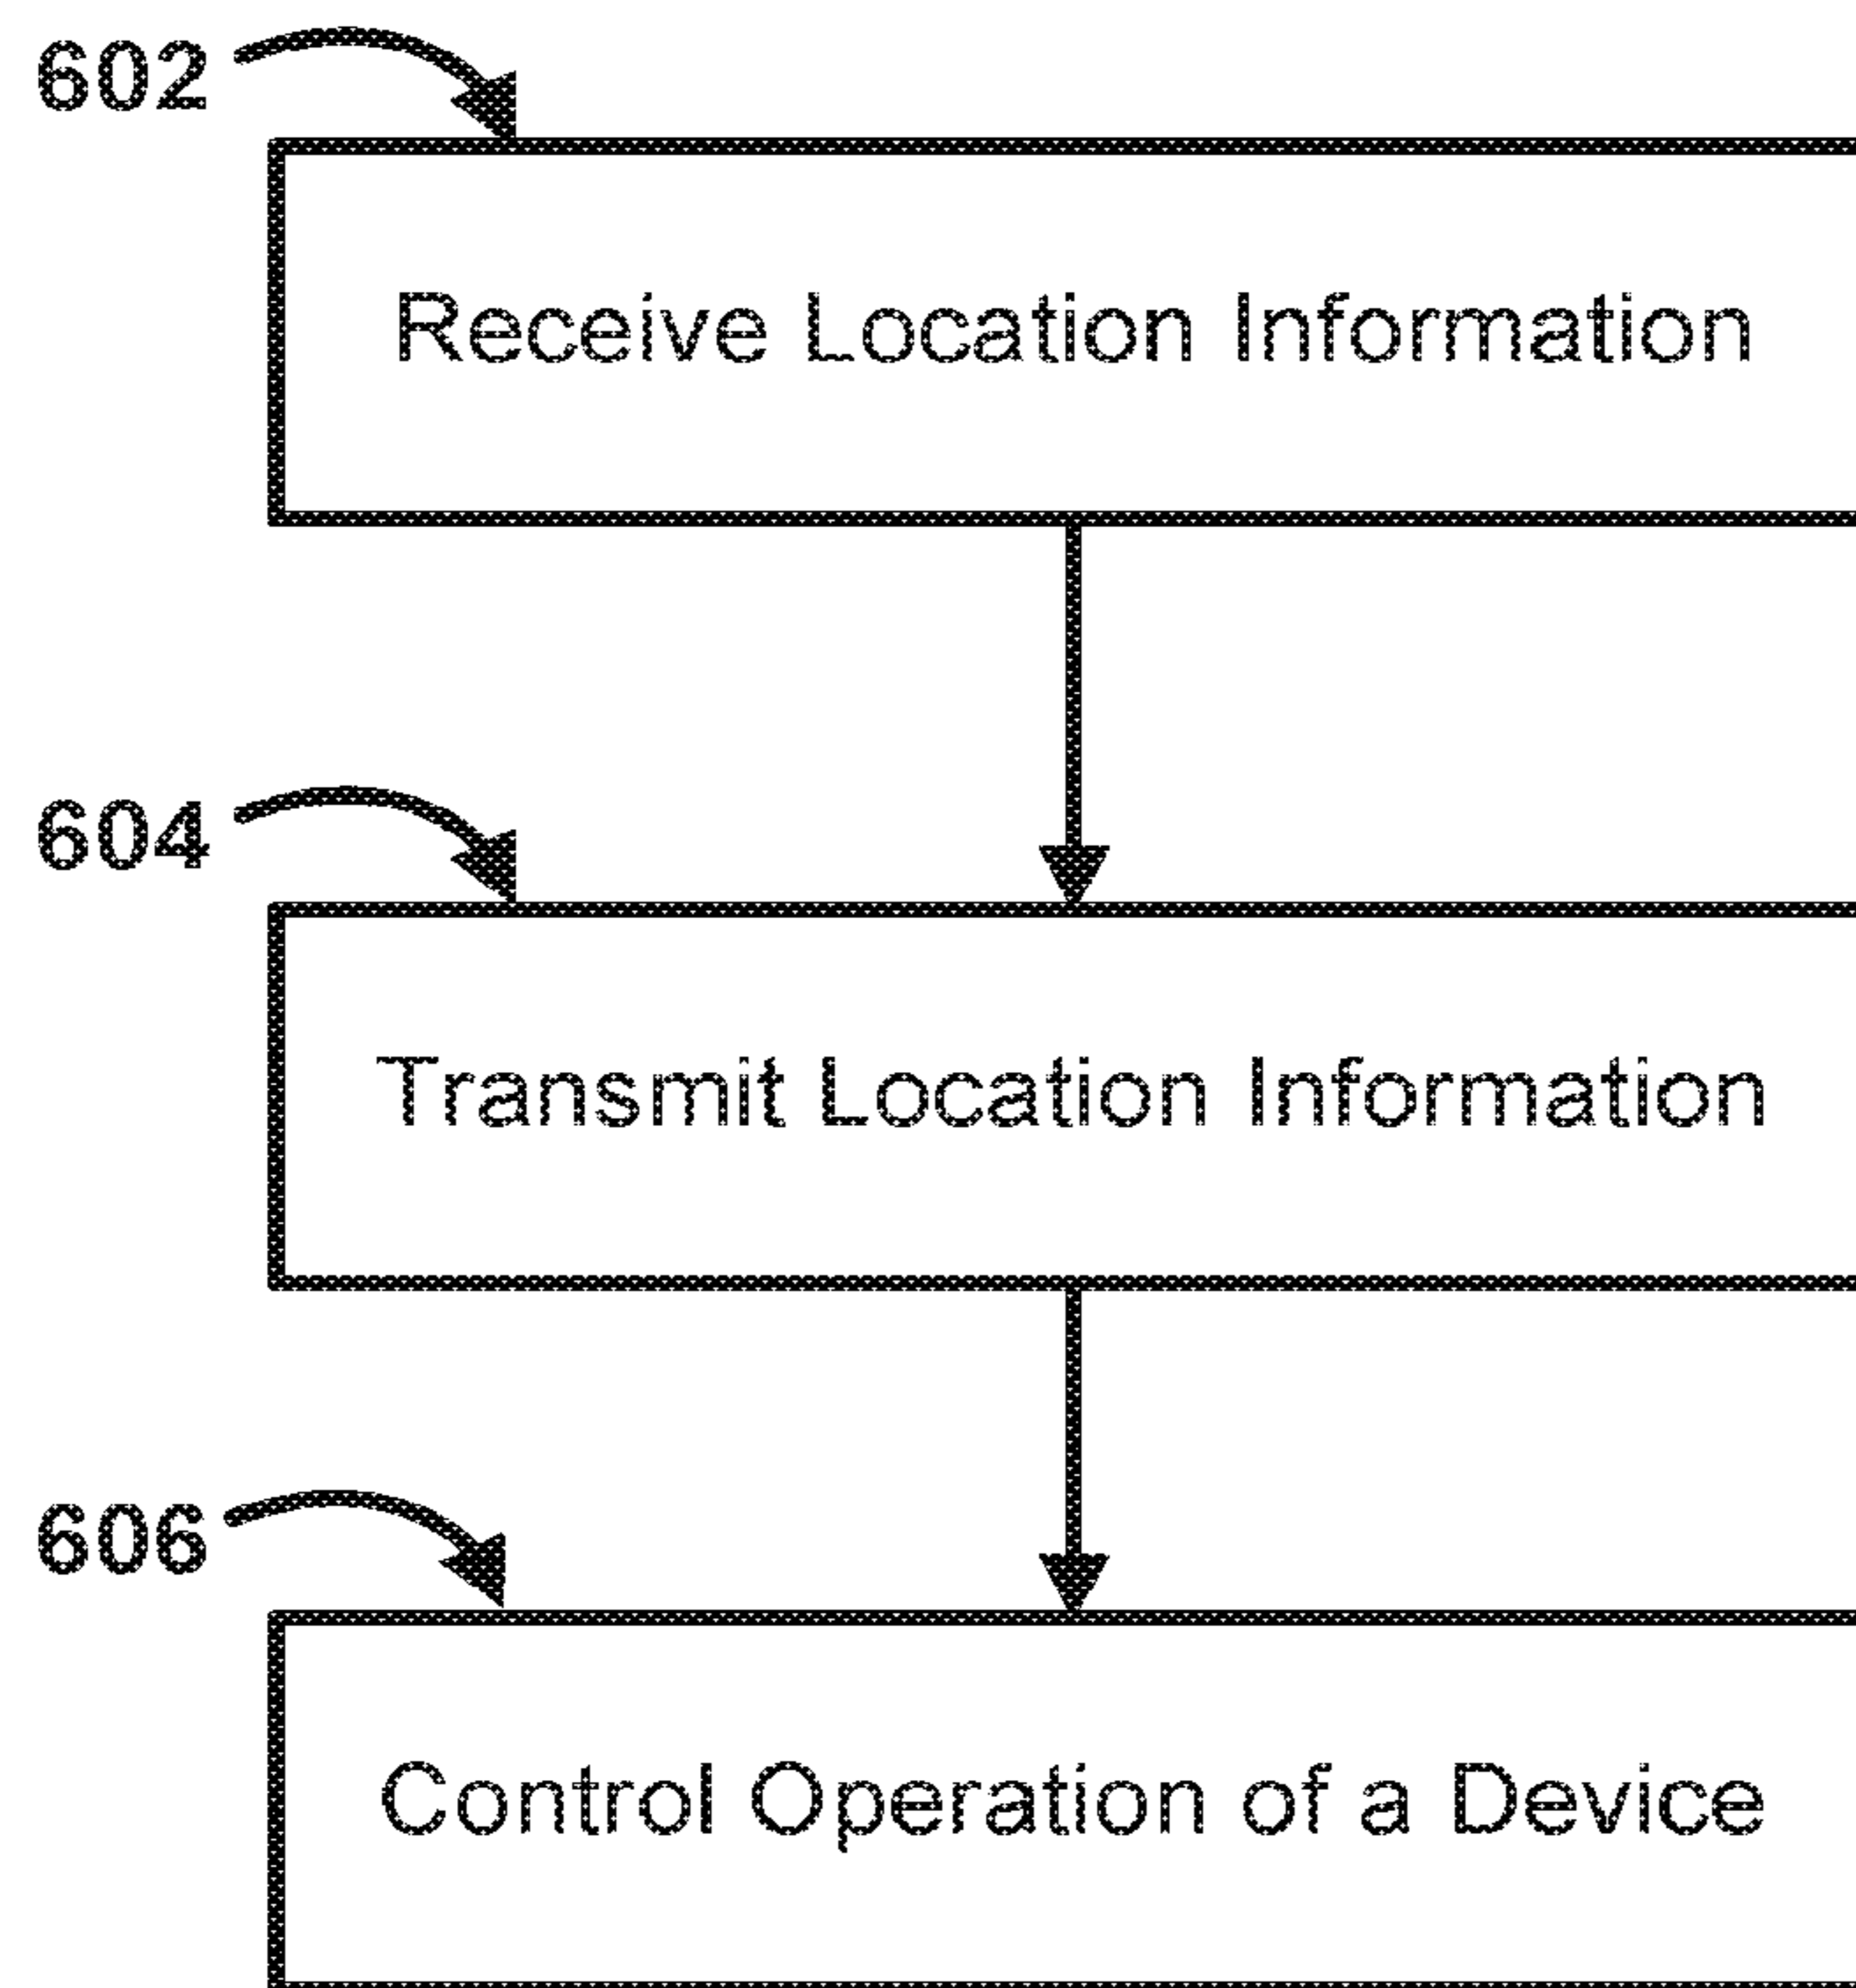 602
Receive Location Information
604
Transmit Location Information
606
Control Operation of a Device